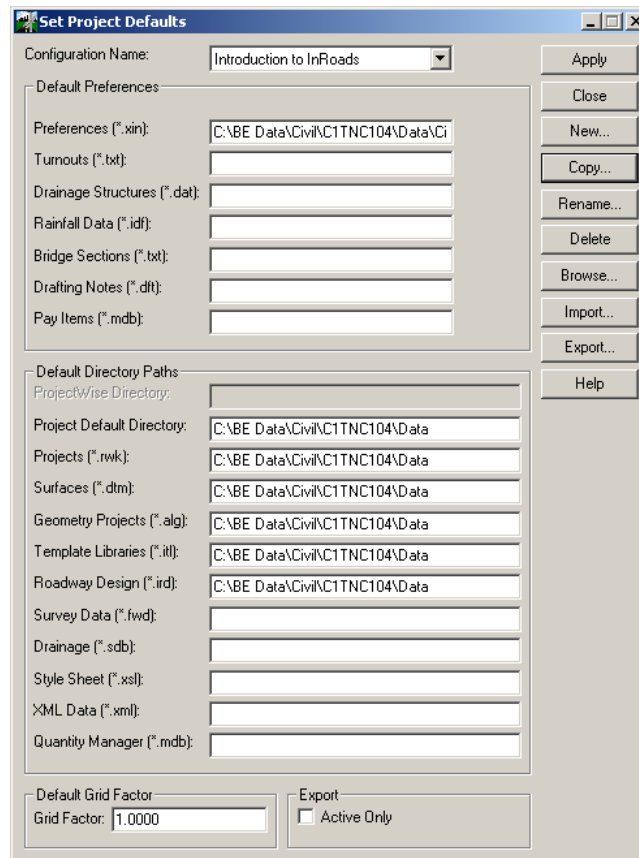 Set Project Defaults
Configuration Name: Introduction to InRoads
Default Preferences
Preferences (*.xin): C:\BE Data\Civil\C1TNC104\Data\Ci
Turnouts (*.txt):
Drainage Structures (*.dat):
Rainfall Data (*.idf):
Bridge Sections (*.txt):
Drafting Notes (*.dft):
Pay Items (*.mdb):
Apply
Close
New...
Copy...
Rename...
Delete
Browse...
Import...
Export...
Help
Default Directory Paths
ProjectWise Directory:
Project Default Directory: C:\BE Data\Civil\C1TNC104\Data
Projects (*.rwk): C:\BE Data\Civil\C1TNC104\Data
Surfaces (*.dtm): C:\BE Data\Civil\C1TNC104\Data
Geometry Projects (*.alg): C:\BE Data\Civil\C1TNC104\Data
Template Libraries (*.itl): C:\BE Data\Civil\C1TNC104\Data
Roadway Design (*.ird): C:\BE Data\Civil\C1TNC104\Data
Survey Data (*.fwd):
Drainage (*.sdb):
Style Sheet (*.xsl):
XML Data (*.xml):
Quantity Manager (*.mdb):
Default Grid Factor
Grid Factor: 1.0000
Export
Active Only